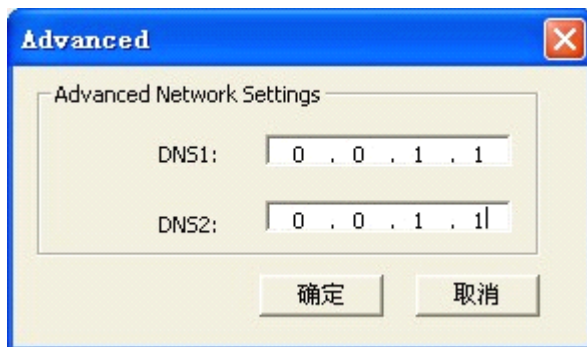 Advanced
Advanced Network Settings
DNS1: 0 . 0 . 1 . 1
DNS2: 0 . 0 . 1 . 1
确定 取消